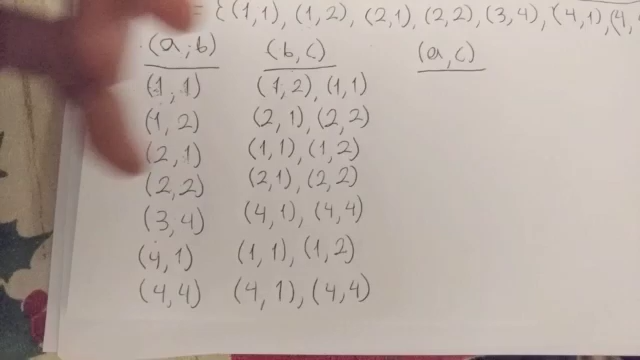 = {(1,1), (1,2), (2,1), (2,2), (3,4), (4,1), (4,
(a,b) (b,c) (a,c)
(1,1) (1,2), (1,1)
(1,2) (2,1), (2,2)
(2,1) (1,1), (1,2)
(2,2) (2,1), (2,2)
(3,4) (4,1), (4,4)
(4,1) (1,1), (1,2)
(4,4) (4,1), (4,4)